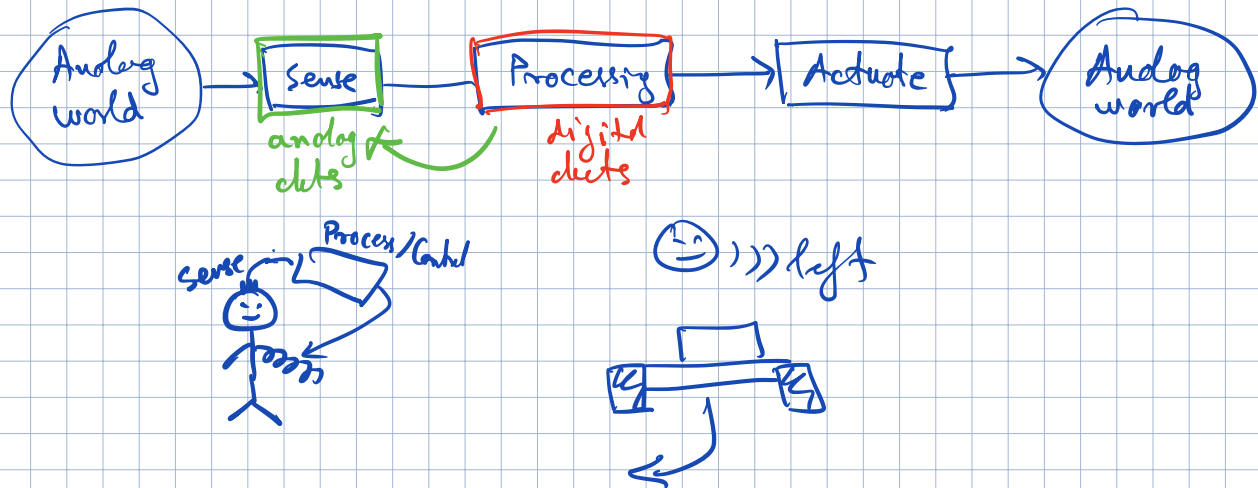 Analog
world
Sense
Processing
Actuate
Analog
world
analog
ckts
digital
ckts
Sense
Process/Control
left